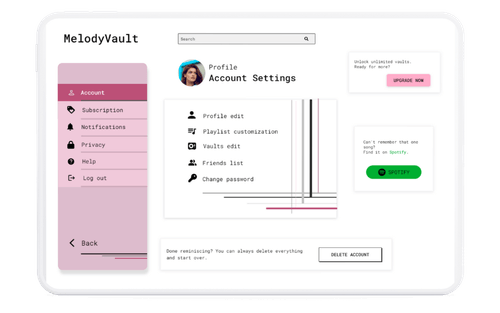 MelodyVault
Search
Profile
Account Settings
Unlock unlimited vaults.
Ready for more?
UPGRADE NOW
Account
Subscription
Notifications
Privacy
Help
Log out
Back
Profile edit
Playlist customization
Vaults edit
Friends list
Change password
Can't remember that one
song?
Find it on Spotify.
SPOTIFY
Done reminiscing? You can always delete everything
and start over.
DELETE ACCOUNT